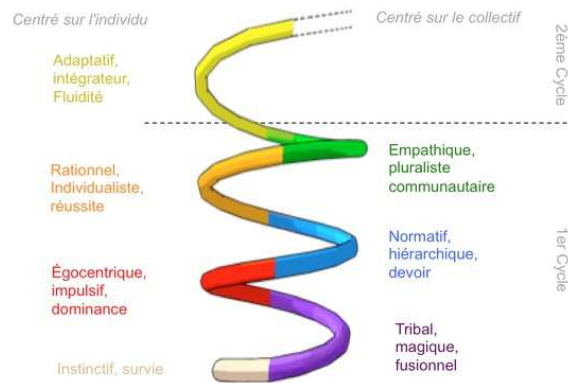 Centré sur l'individu
Centré sur le collectif
2ème Cycle
Adaptatif,
intégrateur,
Fluidité
Empathique,
pluraliste
communautaire
Rationnel,
Individualiste,
réussite
Normatif,
hiérarchique,
devoir
1er Cycle
Égocentrique,
impulsif,
dominance
Tribal,
magique,
fusionnel
Instinctif, survie